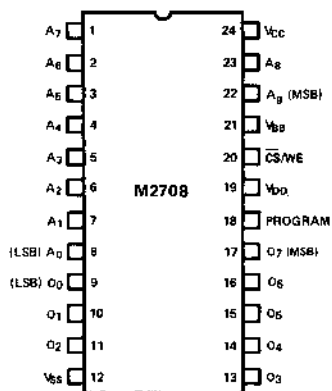 A7 1 24 VCC
A6 2 23 A8
A5 3 22 A9 (MSB)
A4 4 21 VBB
A3 5 20 C̅S̅/WE
A2 6 M2708 19 VDD
A1 7 18 PROGRAM
(LSB) A0 8 17 O7 (MSB)
(LSB) O0 9 16 O6
O1 10 15 O5
O2 11 14 O4
VSS 12 13 O3